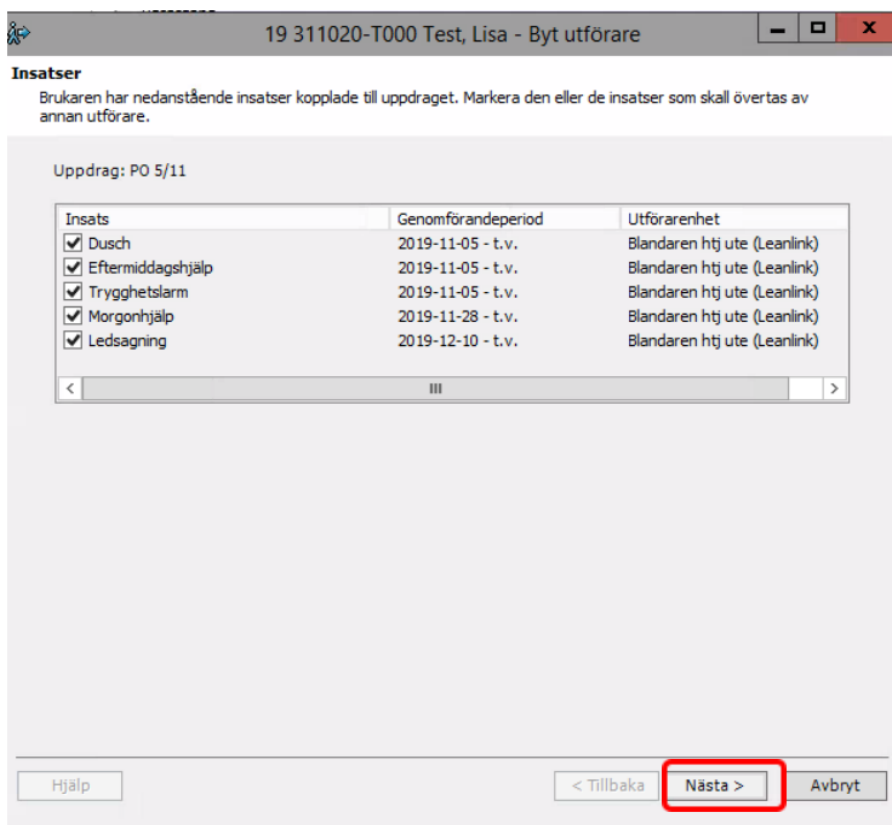 19 311020-T000 Test, Lisa - Byt utförare
Insatser
Brukaren har nedanstående insatser kopplade till uppdraget. Markera den eller de insatser som skall övertas av
annan utförare.
Uppdrag: PO 5/11
Insats Genomförandeperiod Utförarenhet
Dusch 2019-11-05 - t.v. Blandaren htj ute (Leanlink)
Eftermiddagshjälp 2019-11-05 - t.v. Blandaren htj ute (Leanlink)
Trygghetslarm 2019-11-05 - t.v. Blandaren htj ute (Leanlink)
Morgonhjälp 2019-11-28 - t.v. Blandaren htj ute (Leanlink)
Ledsagning 2019-12-10 - t.v. Blandaren htj ute (Leanlink)
Hjälp < Tillbaka Nästa > Avbryt